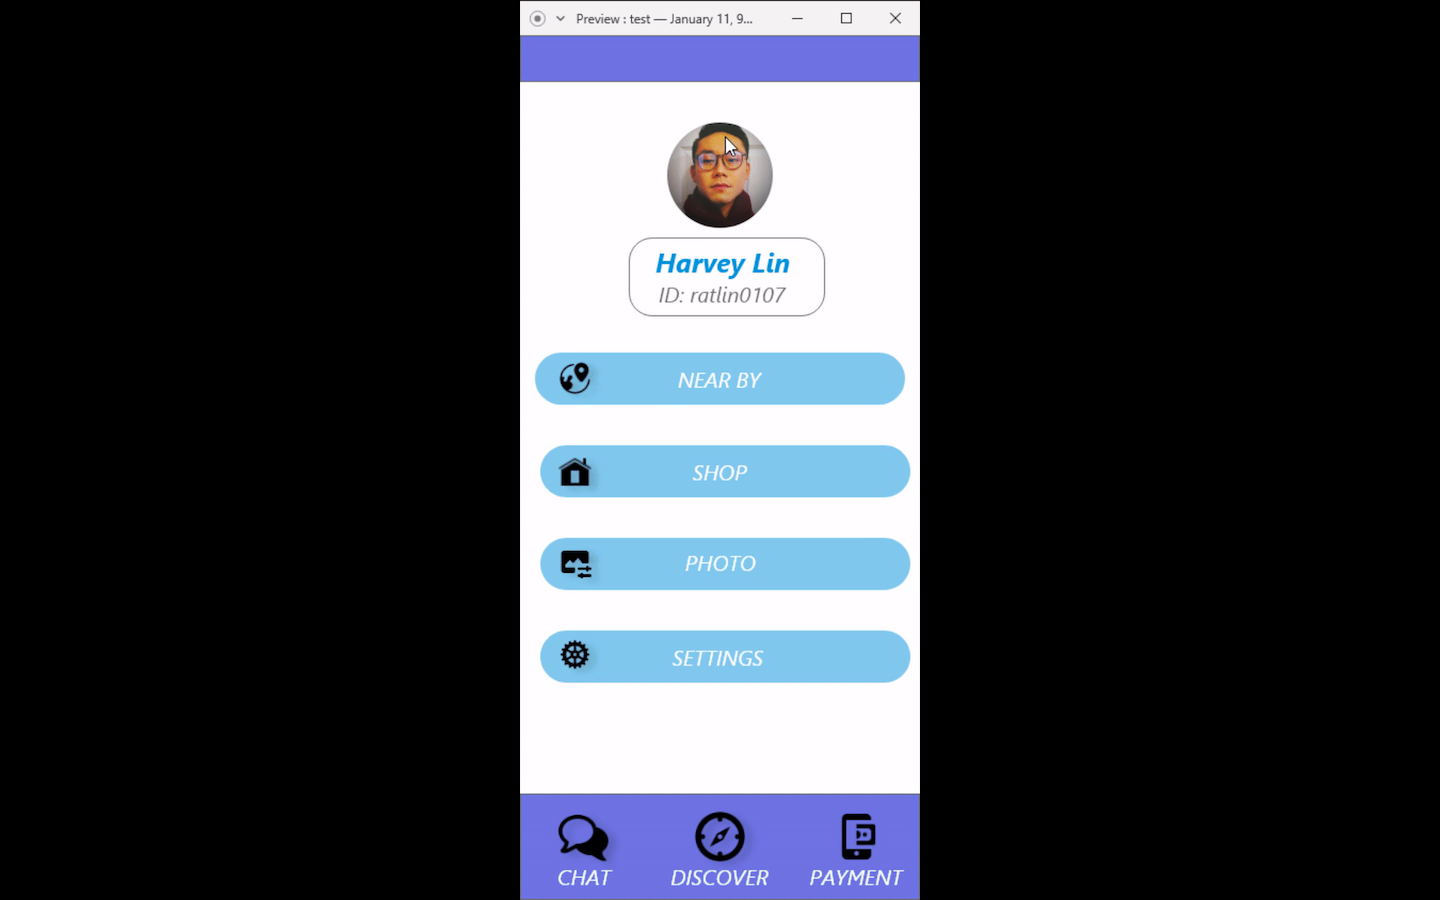 Preview : test — January 11, 9...
Harvey Lin
ID: ratlin0107
NEAR BY
SHOP
PHOTO
SETTINGS
CHAT
DISCOVER
PAYMENT